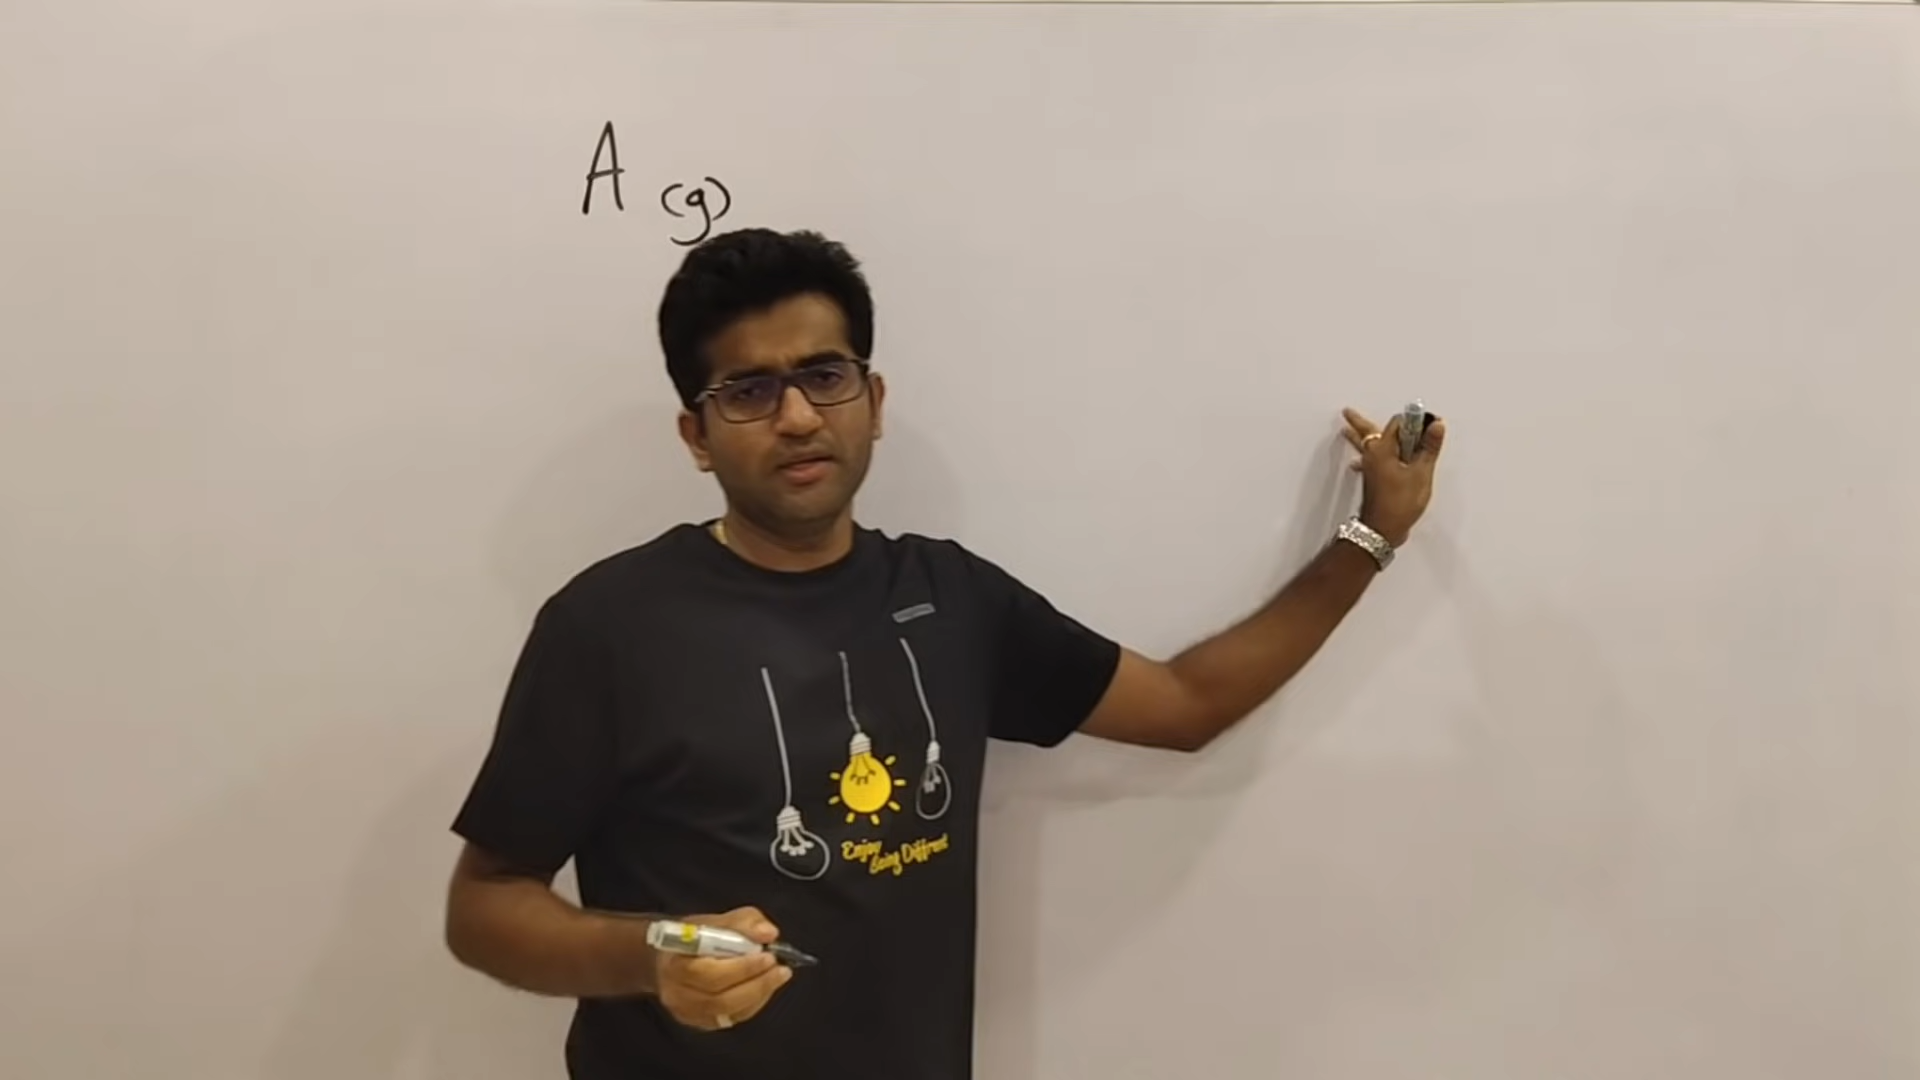 A (g)
Enjoy
Being Different